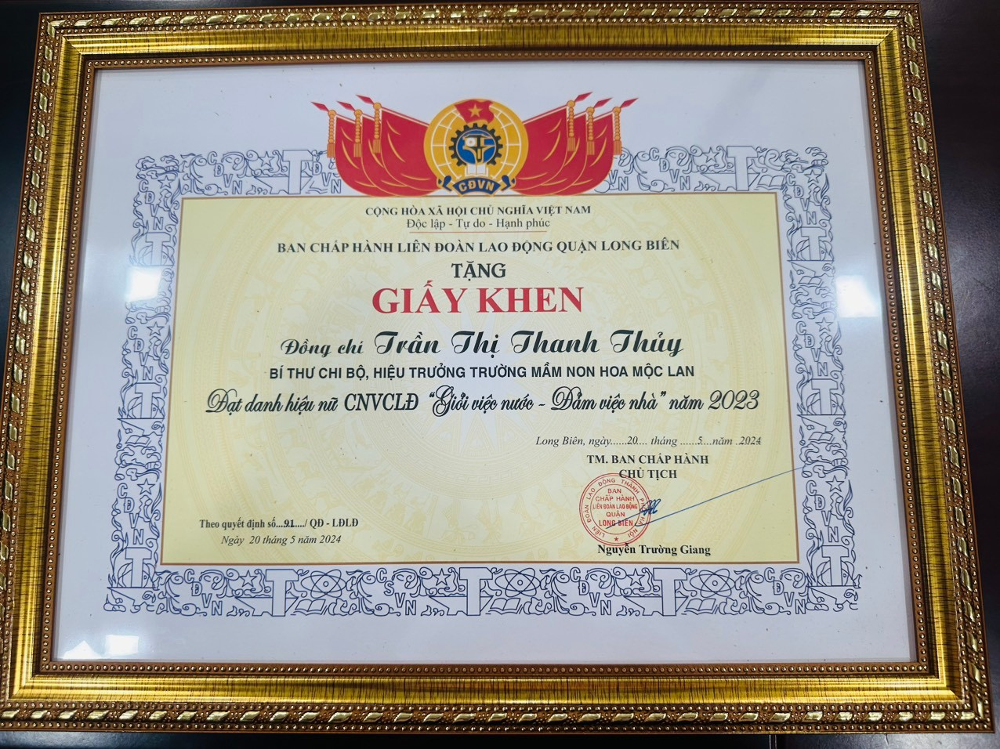 CĐVN
CỘNG HÒA XÃ HỘI CHỦ NGHĨA VIỆT NAM
Độc lập - Tự do - Hạnh phúc
BAN CHẤP HÀNH LIÊN ĐOÀN LAO ĐỘNG QUẬN LONG BIÊN
TẶNG
GIẤY KHEN
Đồng chí Trần Thị Thanh Thủy
BÍ THƯ CHI BỘ, HIỆU TRƯỞNG TRƯỜNG MẦM NON HOA MỘC LAN
Đạt danh hiệu nữ CNVCLĐ "Giỏi việc nước - Đảm việc nhà" năm 2023
Long Biên, ngày......20... tháng ......5...năm ..2024
TM. BAN CHẤP HÀNH
CHỦ TỊCH
LIÊN ĐOÀN LAO ĐỘNG THÀNH PHỐ HÀ NỘI
BAN
CHẤP HÀNH
LIÊN ĐOÀN LAO ĐỘNG
QUẬN
LONG BIÊN
Theo quyết định số...91..../ QĐ - LĐLĐ
Ngày 20 tháng 5 năm 2024
Nguyễn Trường Giang